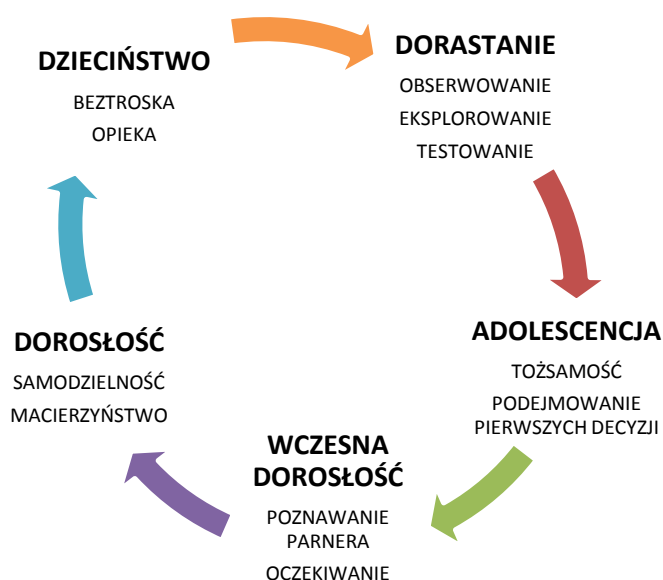 DZIECIŃSTWO
BEZTROSKA
OPIEKA
DORASTANIE
OBSERWOWANIE
EKSPLOROWANIE
TESTOWANIE
ADOLESCENCJA
TOŻSAMOŚĆ
PODEJMOWANIE
PIERWSZYCH DECYZJI
WCZESNA
DOROSŁOŚĆ
POZNAWANIE
PARNERA
OCZEKIWANIE
DOROSŁOŚĆ
SAMODZIELNOŚĆ
MACIERZYŃSTWO